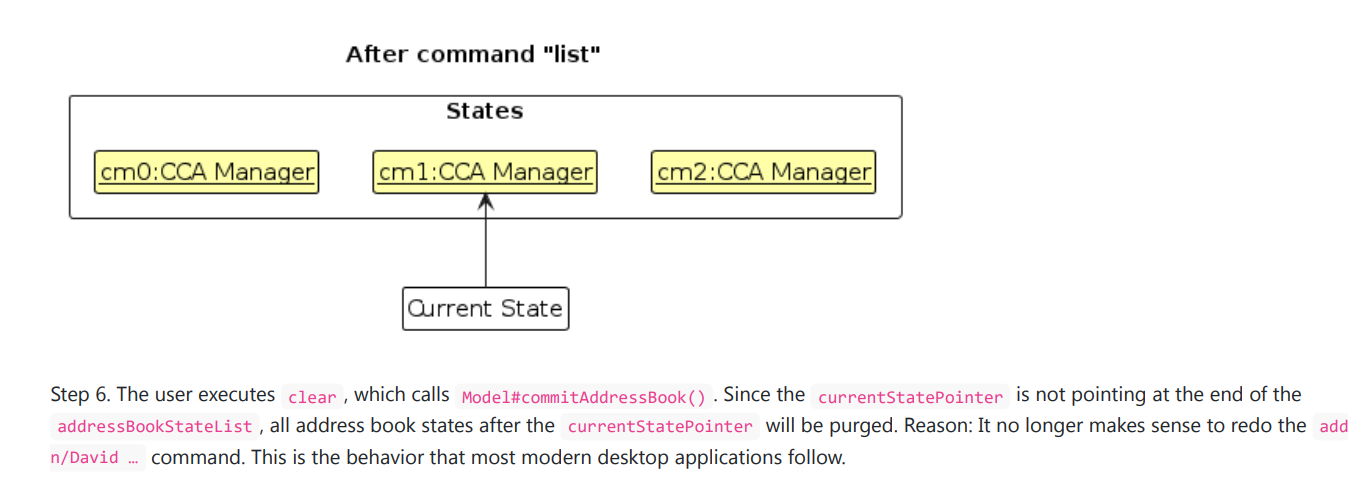 After command "list"
States
cm0:CCA Manager cm1:CCA Manager cm2:CCA Manager
Current State
Step 6. The user executes clear, which calls Model#commitAddressBook(). Since the currentStatePointer is not pointing at the end of the
addressBookStateList, all address book states after the currentStatePointer will be purged. Reason: It no longer makes sense to redo the add
n/David … command. This is the behavior that most modern desktop applications follow.